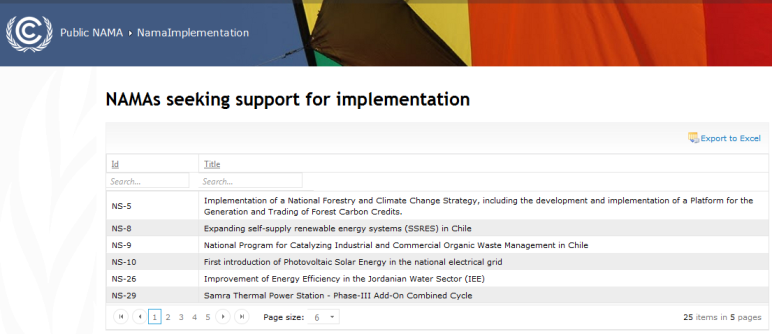 Public NAMA ▸ NamaImplementation
NAMAs seeking support for implementation
Export to Excel
Id Title
Search... Search...
NS-5 Implementation of a National Forestry and Climate Change Strategy, including the development and implementation of a Platform for the
Generation and Trading of Forest Carbon Credits.
NS-8 Expanding self-supply renewable energy systems (SSRES) in Chile
NS-9 National Program for Catalyzing Industrial and Commercial Organic Waste Management in Chile
NS-10 First introduction of Photovoltaic Solar Energy in the national electrical grid
NS-26 Improvement of Energy Efficiency in the Jordanian Water Sector (IEE)
NS-29 Samra Thermal Power Station - Phase-III Add-On Combined Cycle
1 2 3 4 5 Page size: 6 25 items in 5 pages